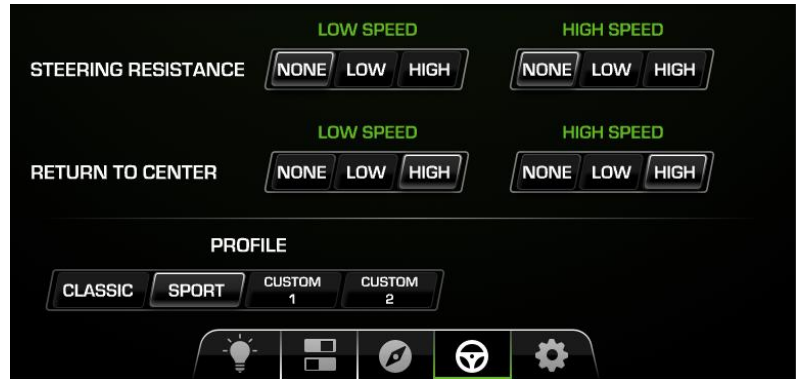 LOW SPEED HIGH SPEED
STEERING RESISTANCE NONE LOW HIGH NONE LOW HIGH
LOW SPEED HIGH SPEED
RETURN TO CENTER NONE LOW HIGH NONE LOW HIGH
PROFILE
CLASSIC SPORT CUSTOM 1 CUSTOM 2